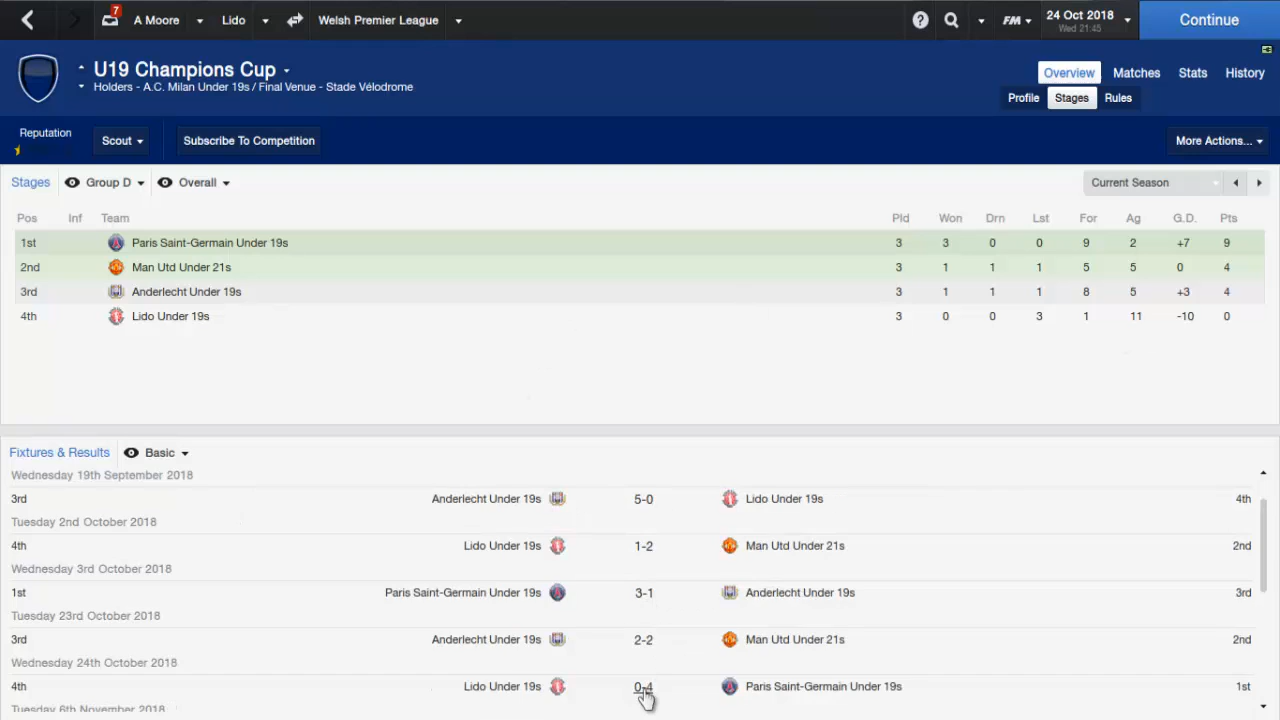 7 A Moore Lido Welsh Premier League ? FM 24 Oct 2018 Continue
Wed 21:45
U19 Champions Cup
Holders - A.C. Milan Under 19s / Final Venue - Stade Vélodrome
Overview Matches Stats History
Profile Stages Rules
Reputation Scout Subscribe To Competition More Actions...
Stages Group D Overall Current Season
Pos Inf Team Pld Won Drn Lst For Ag G.D. Pts
1st Paris Saint-Germain Under 19s 3 3 0 0 9 2 +7 9
2nd Man Utd Under 21s 3 1 1 1 5 5 0 4
3rd Anderlecht Under 19s 3 1 1 1 8 5 +3 4
4th Lido Under 19s 3 0 0 3 1 11 -10 0
Fixtures & Results Basic
Wednesday 19th September 2018
3rd Anderlecht Under 19s 5-0 Lido Under 19s 4th
Tuesday 2nd October 2018
4th Lido Under 19s 1-2 Man Utd Under 21s 2nd
Wednesday 3rd October 2018
1st Paris Saint-Germain Under 19s 3-1 Anderlecht Under 19s 3rd
Tuesday 23rd October 2018
3rd Anderlecht Under 19s 2-2 Man Utd Under 21s 2nd
Wednesday 24th October 2018
4th Lido Under 19s 0-4 Paris Saint-Germain Under 19s 1st
Tuesday 6th November 2018